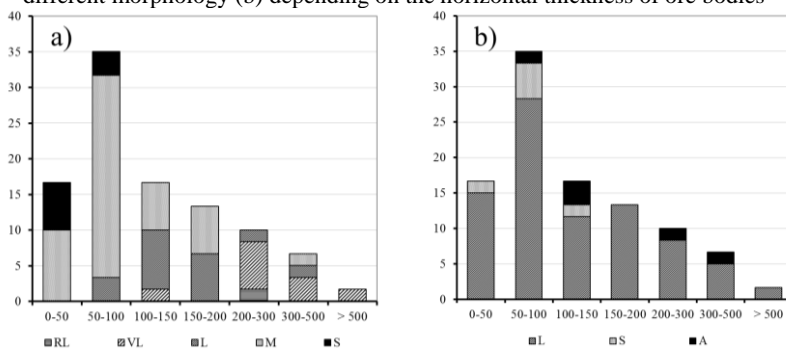 different morphology (b) depending on the horizontal thickness of ore bodies
a)
40
35
30
25
20
15
10
5
0
0-50 50-100 100-150 150-200 200-300 300-500 > 500
RL VL L M S
b)
40
35
30
25
20
15
10
5
0
0-50 50-100 100-150 150-200 200-300 300-500 > 500
L S A